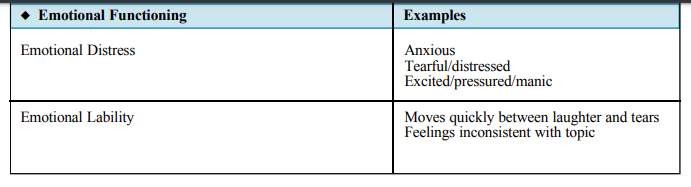 ◆ Emotional Functioning Examples
Emotional Distress Anxious
Tearful/distressed
Excited/pressured/manic
Emotional Lability Moves quickly between laughter and tears
Feelings inconsistent with topic